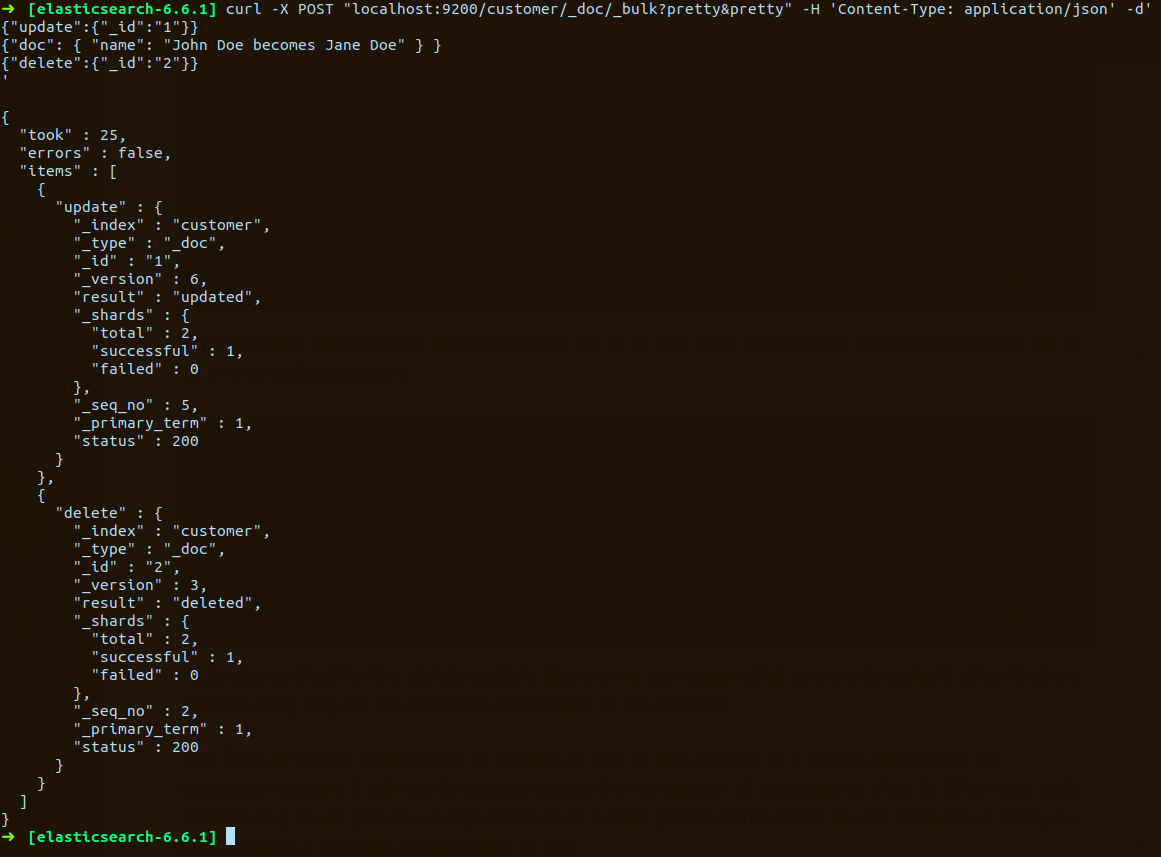 ➜ [elasticsearch-6.6.1] curl -X POST "localhost:9200/customer/_doc/_bulk?pretty&pretty" -H 'Content-Type: application/json' -d'
{"update":{"_id":"1"}}
{"doc": { "name": "John Doe becomes Jane Doe" } }
{"delete":{"_id":"2"}}
'

{
  "took" : 25,
  "errors" : false,
  "items" : [
    {
      "update" : {
        "_index" : "customer",
        "_type" : "_doc",
        "_id" : "1",
        "_version" : 6,
        "result" : "updated",
        "_shards" : {
          "total" : 2,
          "successful" : 1,
          "failed" : 0
        },
        "_seq_no" : 5,
        "_primary_term" : 1,
        "status" : 200
      }
    },
    {
      "delete" : {
        "_index" : "customer",
        "_type" : "_doc",
        "_id" : "2",
        "_version" : 3,
        "result" : "deleted",
        "_shards" : {
          "total" : 2,
          "successful" : 1,
          "failed" : 0
        },
        "_seq_no" : 2,
        "_primary_term" : 1,
        "status" : 200
      }
    }
  ]
}
➜ [elasticsearch-6.6.1]